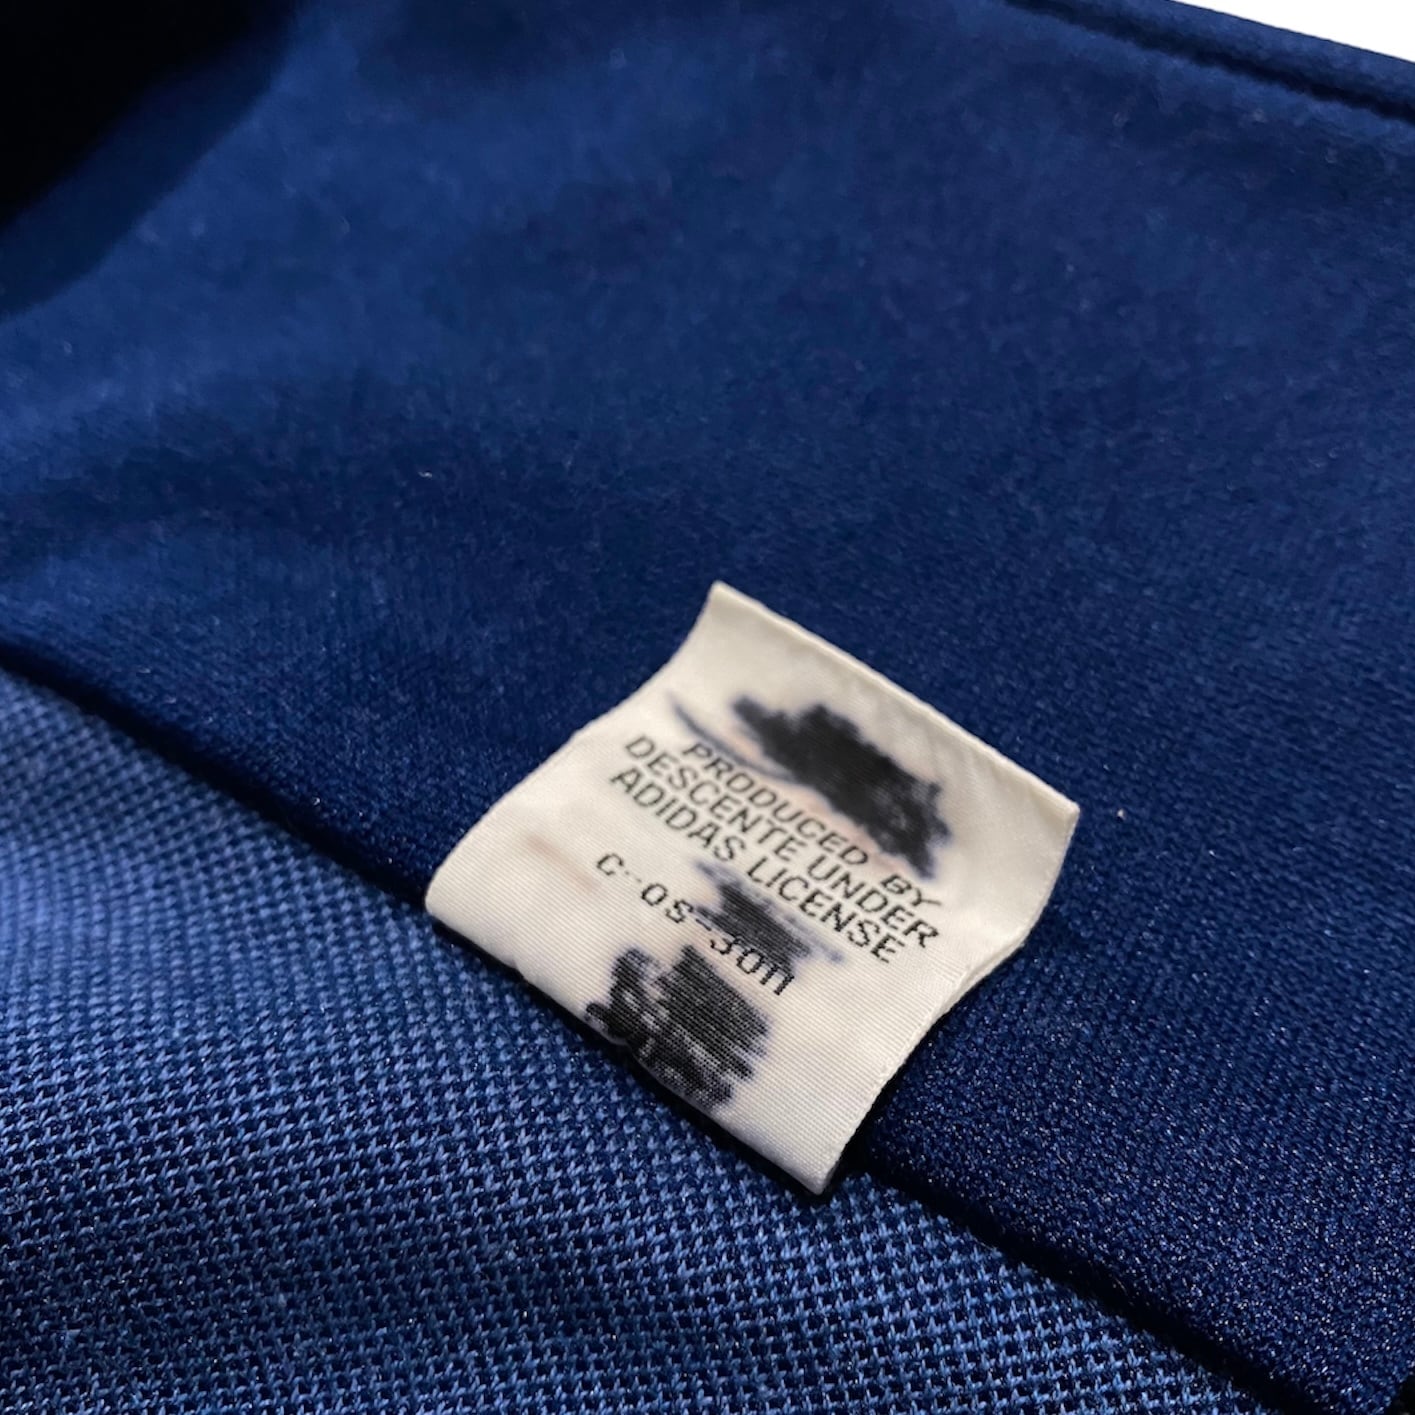 PRODUCED BY
DESCENTE UNDER
ADIDAS LICENSE